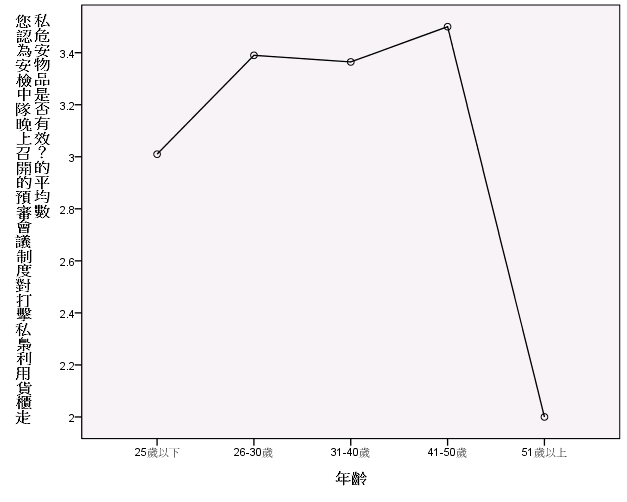 您認為安檢中隊晚上召開的預審會議制度對打擊私梟利用貨櫃走
私危安物品是否有效？的平均數
3.4
3.2
3
2.8
2.6
2.4
2.2
2
25歲以下
26-30歲
31-40歲
41-50歲
51歲以上
年齡